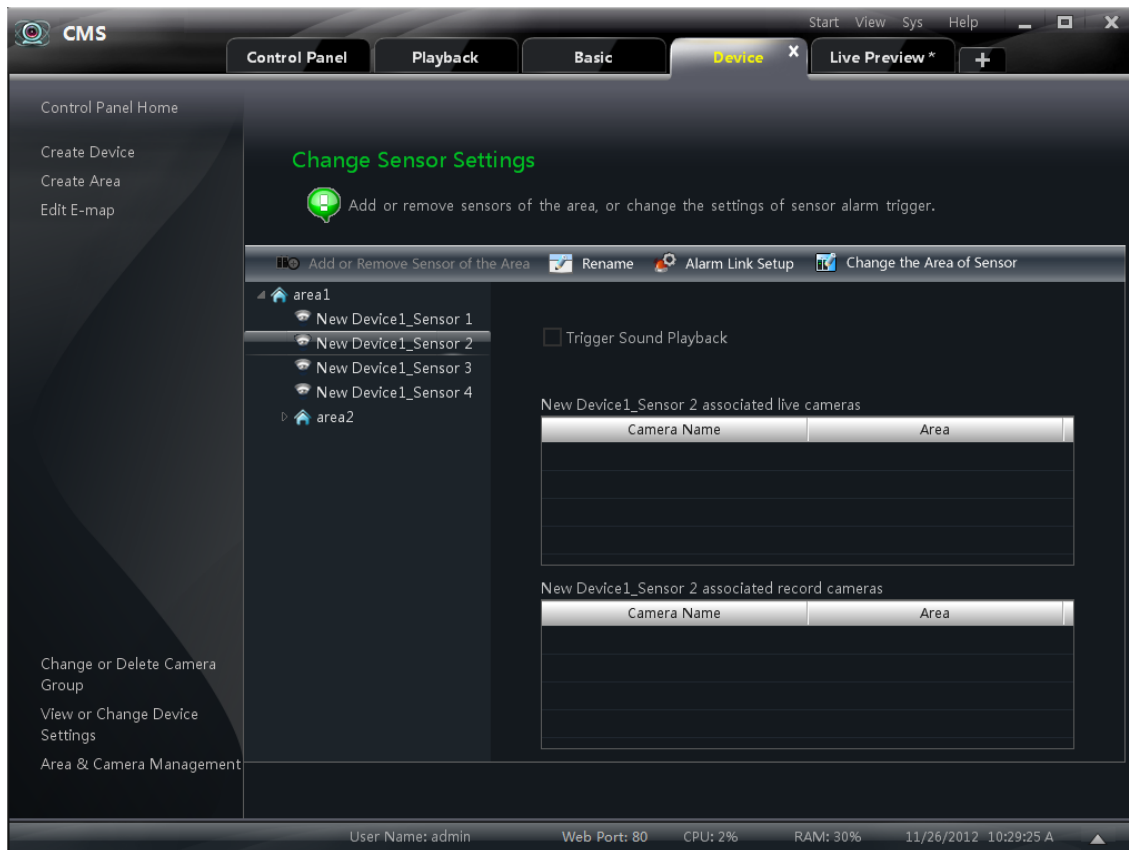 CMS
Start View Sys Help
Control Panel Playback Basic Device x Live Preview * +
Control Panel Home
Create Device
Create Area
Edit E-map
Change Sensor Settings
Add or remove sensors of the area, or change the settings of sensor alarm trigger.
Add or Remove Sensor of the Area Rename Alarm Link Setup Change the Area of Sensor
area1
New Device1_Sensor 1
New Device1_Sensor 2
New Device1_Sensor 3
New Device1_Sensor 4
area2
Trigger Sound Playback
New Device1_Sensor 2 associated live cameras
Camera Name Area
New Device1_Sensor 2 associated record cameras
Camera Name Area
Change or Delete Camera
Group
View or Change Device
Settings
Area & Camera Management
User Name: admin Web Port: 80 CPU: 2% RAM: 30% 11/26/2012 10:29:25 A